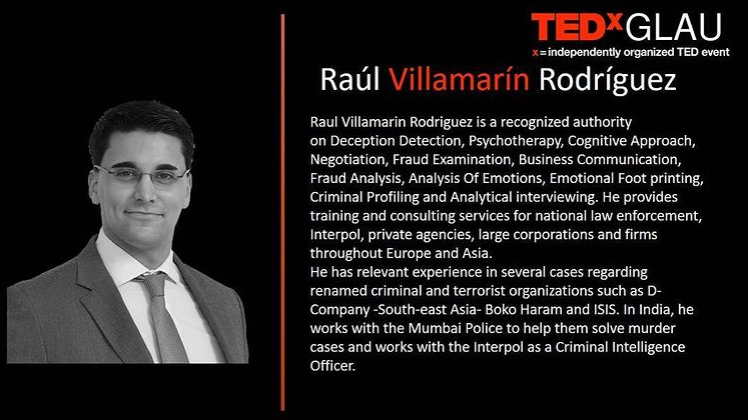 TEDxGLAU
x = independently organized TED event
Raúl Villamarín Rodríguez
Raul Villamarin Rodriguez is a recognized authority
on Deception Detection, Psychotherapy, Cognitive Approach,
Negotiation, Fraud Examination, Business Communication,
Fraud Analysis, Analysis Of Emotions, Emotional Foot printing,
Criminal Profiling and Analytical interviewing. He provides
training and consulting services for national law enforcement,
Interpol, private agencies, large corporations and firms
throughout Europe and Asia.
He has relevant experience in several cases regarding
renamed criminal and terrorist organizations such as D-
Company -South-east Asia- Boko Haram and ISIS. In India, he
works with the Mumbai Police to help them solve murder
cases and works with the Interpol as a Criminal Intelligence
Officer.